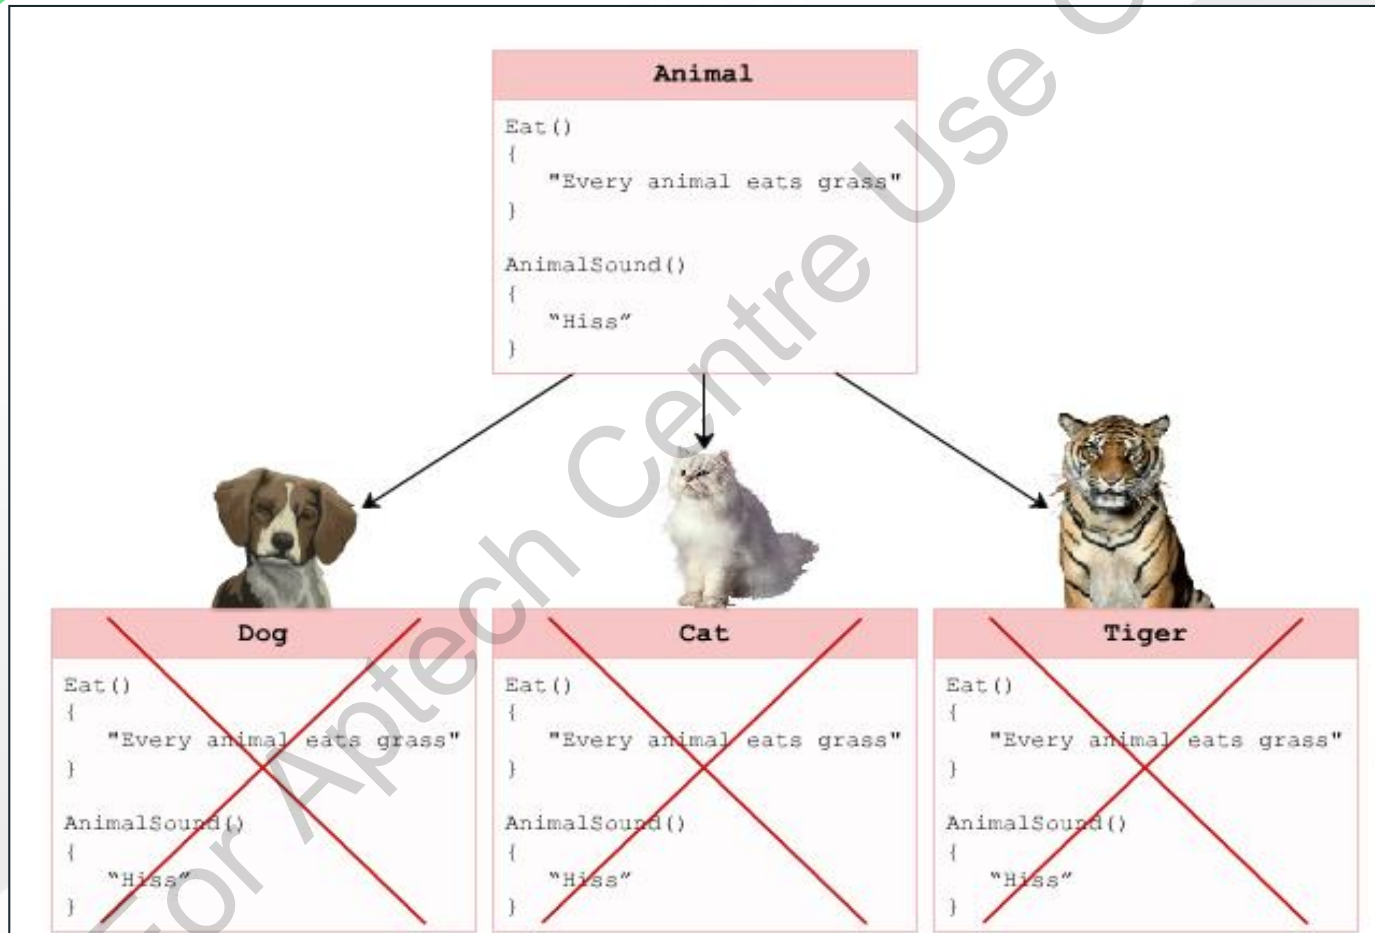 Animal
Eat()
{
"Every animal eats grass"
}
AnimalSound()
{
“Hiss”
}
Dog
Eat()
{
"Every animal eats grass"
}
AnimalSound()
{
“Hiss”
}
Cat
Eat()
{
"Every animal eats grass"
}
AnimalSound()
{
“Hiss”
}
Tiger
Eat()
{
"Every animal eats grass"
}
AnimalSound()
{
“Hiss”
}
For Aptech Centre Use